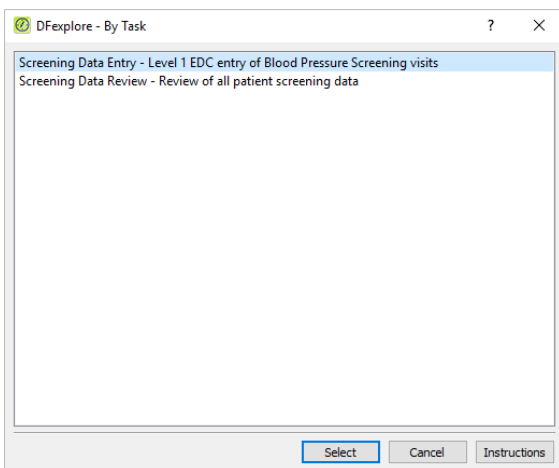 DFexplore - By Task
?
Screening Data Entry - Level 1 EDC entry of Blood Pressure Screening visits
Screening Data Review - Review of all patient screening data
Select Cancel Instructions